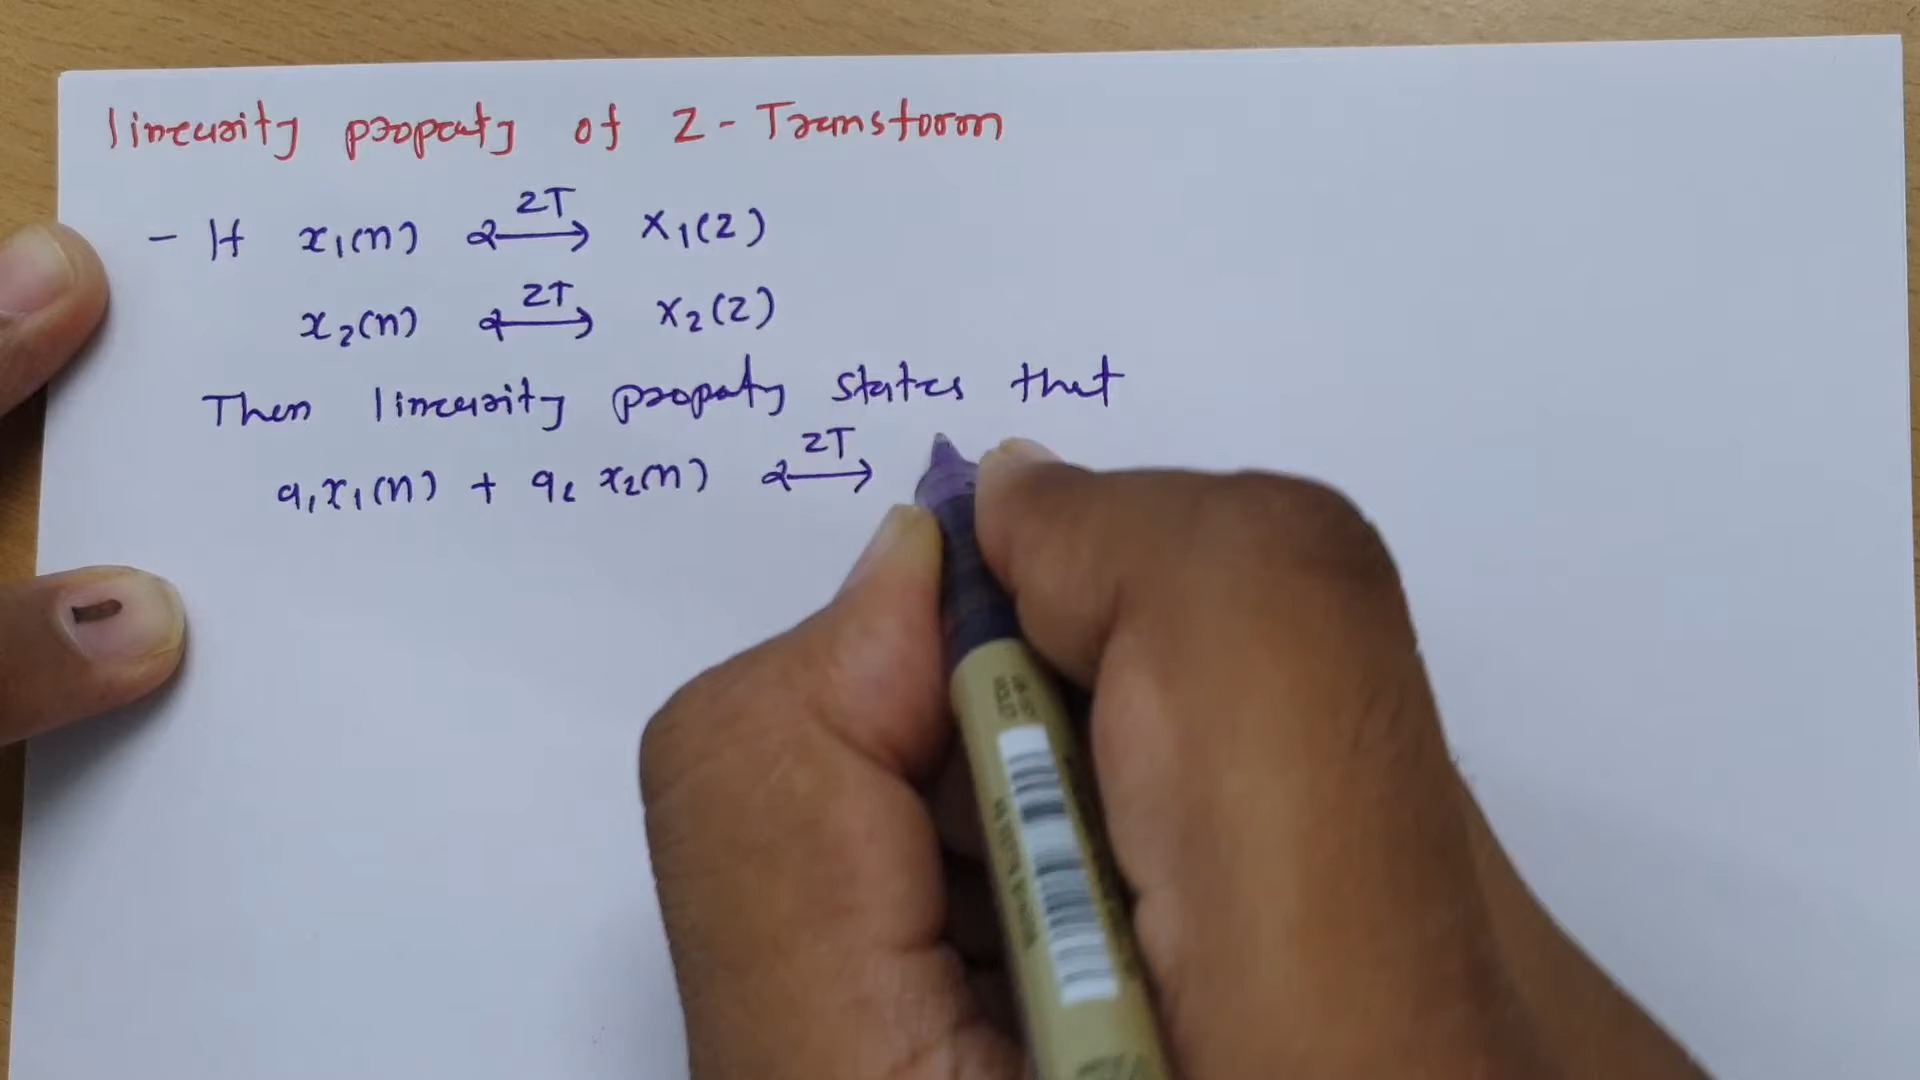 linearity property of Z-Transform
- If x₁(n) ⟷ ZT X₁(Z)
x₂(n) ⟷ ZT X₂(Z)
Then linearity property states that
a₁x₁(n) + a₂ x₂(n) ⟷ ZT